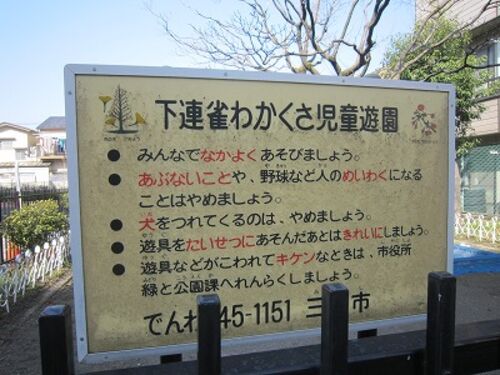 下連雀わかくさ児童遊園
● みんなでなかよくあそびましょう。
● あぶないことや、野球など人のめいわくになる
ことはやめましょう。
● 犬をつれてくるのは、やめましょう。
● 遊具をたいせつにあそんだあとはきれいにしましょう。
● 遊具などがこわれてキケンなときは、市役所
緑と公園課へれんらくしましょう。
でんわ 45-1151 三 市